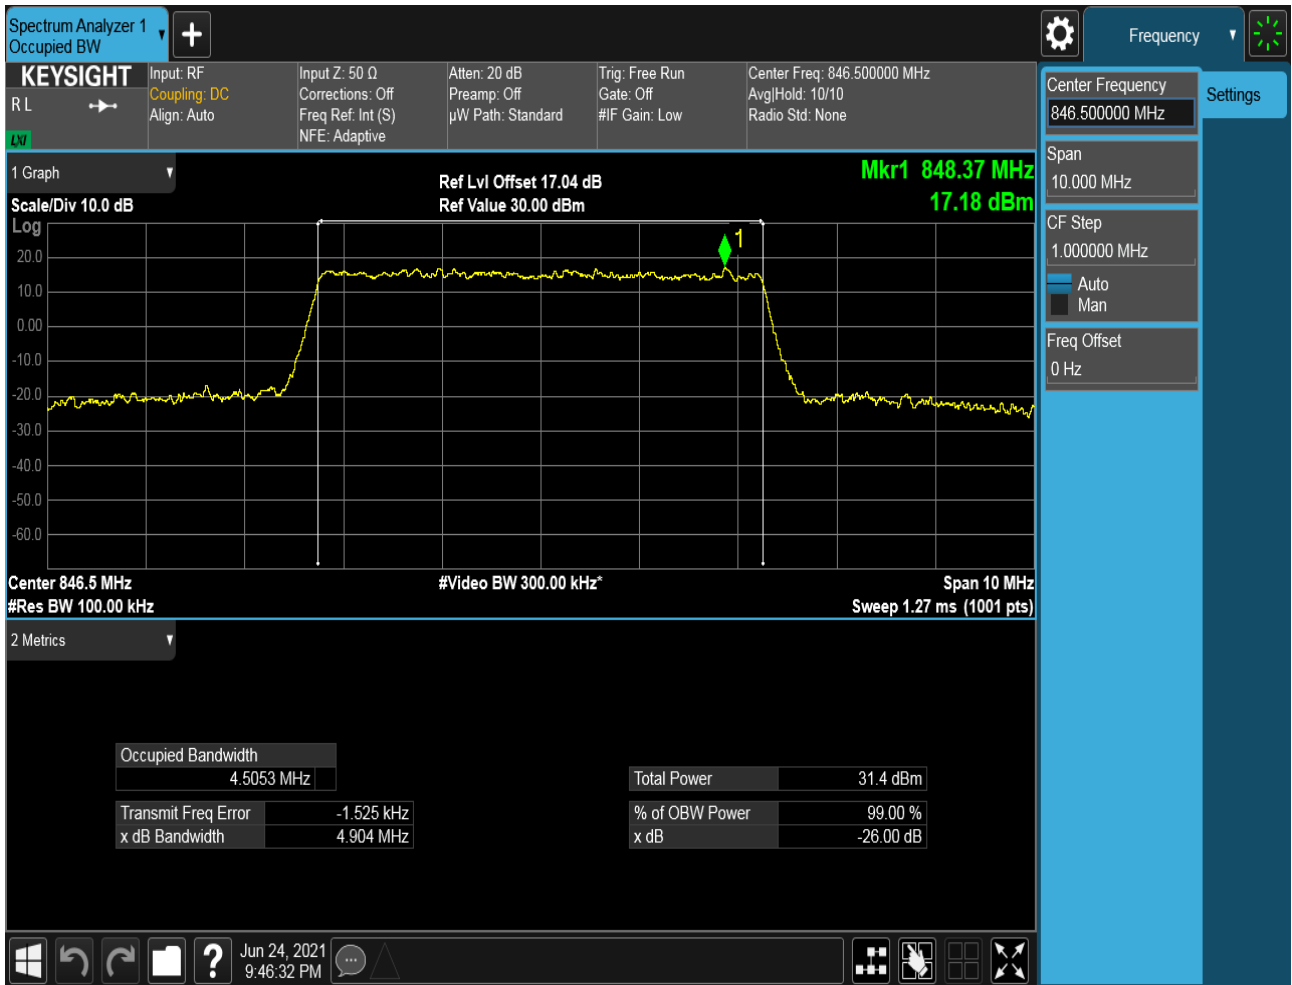 Spectrum Analyzer 1
Occupied BW
+
Frequency
KEYSIGHT
R L
LXI
Input: RF
Coupling: DC
Align: Auto
Input Z: 50 Ω
Corrections: Off
Freq Ref: Int (S)
NFE: Adaptive
Atten: 20 dB
Preamp: Off
µW Path: Standard
Trig: Free Run
Gate: Off
#IF Gain: Low
Center Freq: 846.500000 MHz
Avg|Hold: 10/10
Radio Std: None
Center Frequency
846.500000 MHz
Settings
Span
10.000 MHz
CF Step
1.000000 MHz
Auto
Man
Freq Offset
0 Hz
1 Graph
Scale/Div 10.0 dB
Log
Ref Lvl Offset 17.04 dB
Ref Value 30.00 dBm
Mkr1 848.37 MHz
17.18 dBm
1
20.0
10.0
0.00
-10.0
-20.0
-30.0
-40.0
-50.0
-60.0
Center 846.5 MHz
#Video BW 300.00 kHz*
Span 10 MHz
#Res BW 100.00 kHz
Sweep 1.27 ms (1001 pts)
2 Metrics
Occupied Bandwidth
4.5053 MHz
Transmit Freq Error -1.525 kHz
x dB Bandwidth 4.904 MHz
Total Power 31.4 dBm
% of OBW Power 99.00 %
x dB -26.00 dB
?
Jun 24, 2021
9:46:32 PM